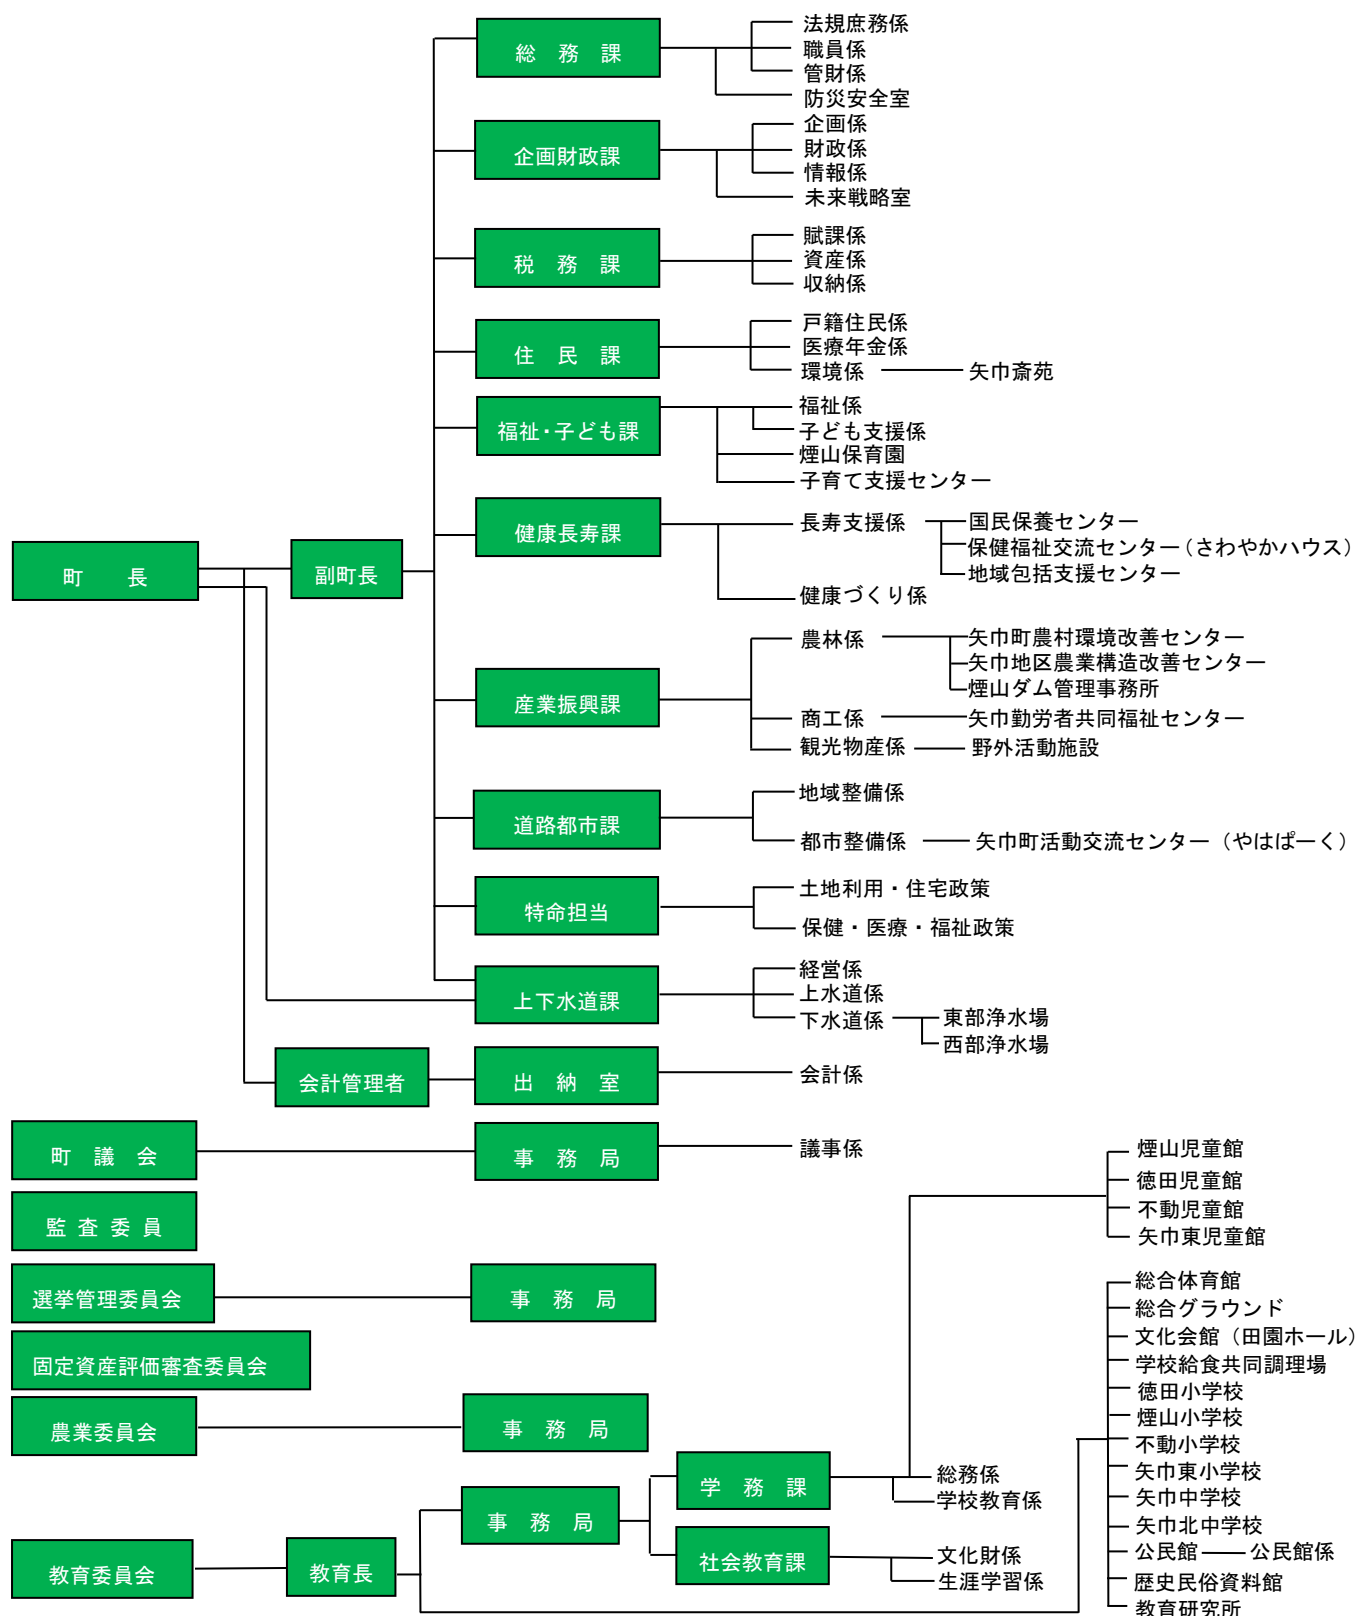 総務課
法規庶務係
職員係
管財係
防災安全室
企画財政課
企画係
財政係
情報係
未来戦略室
税務課
賦課係
資産係
収納係
住民課
戸籍住民係
医療年金係
環境係
矢巾斎苑
福祉・子ども課
福祉係
子ども支援係
煙山保育園
子育て支援センター
町長
副町長
健康長寿課
長寿支援係
国民保養センター
保健福祉交流センター(さわやかハウス)
地域包括支援センター
健康づくり係
産業振興課
農林係
矢巾町農村環境改善センター
矢巾地区農業構造改善センター
煙山ダム管理事務所
商工係
矢巾勤労者共同福祉センター
観光物産係
野外活動施設
道路都市課
地域整備係
都市整備係
矢巾町活動交流センター(やはぱーく)
特命担当
土地利用・住宅政策
保健・医療・福祉政策
上下水道課
経営係
上水道係
下水道係
東部浄水場
西部浄水場
会計管理者
出納室
会計係
町議会
事務局
議事係
監査委員
選挙管理委員会
事務局
固定資産評価審査委員会
農業委員会
事務局
教育委員会
教育長
事務局
学務課
総務係
学校教育係
社会教育課
文化財係
生涯学習係
煙山児童館
徳田児童館
不動児童館
矢巾東児童館
総合体育館
総合グラウンド
文化会館(田園ホール)
学校給食共同調理場
徳田小学校
煙山小学校
不動小学校
矢巾東小学校
矢巾中学校
矢巾北中学校
公民館
公民館係
歴史民俗資料館
教育研究所